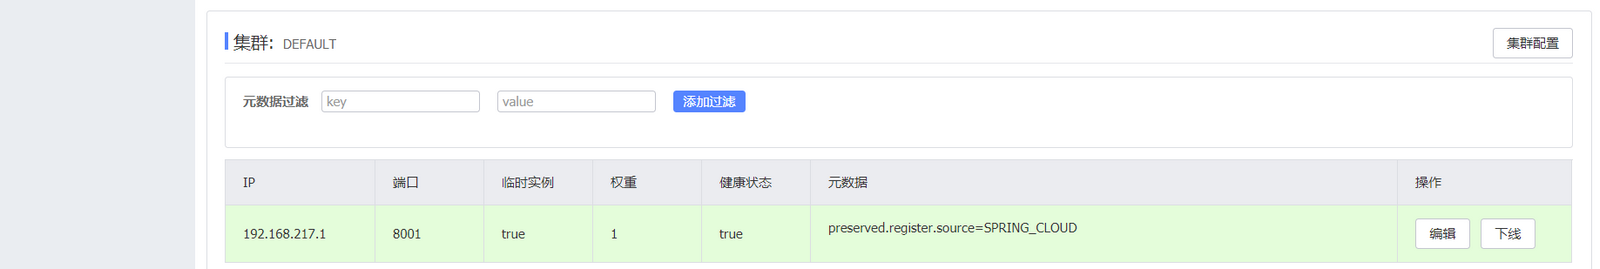 集群: DEFAULT
集群配置
元数据过滤 key value 添加过滤
IP 端口 临时实例 权重 健康状态 元数据 操作
192.168.217.1 8001 true 1 true preserved.register.source=SPRING_CLOUD 编辑 下线